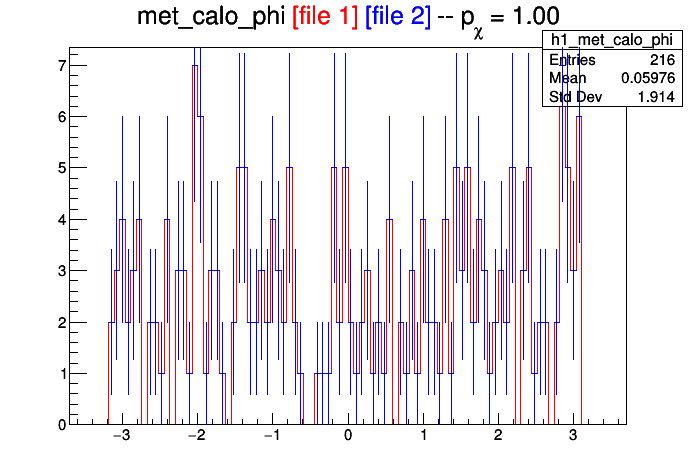 met_calo_phi [file 1] [file 2] -- pχ = 1.00
h1_met_calo_phi
Entries 216
Mean 0.05976
Std Dev 1.914
7
6
5
4
3
2
1
0
−3 −2 −1 0 1 2 3